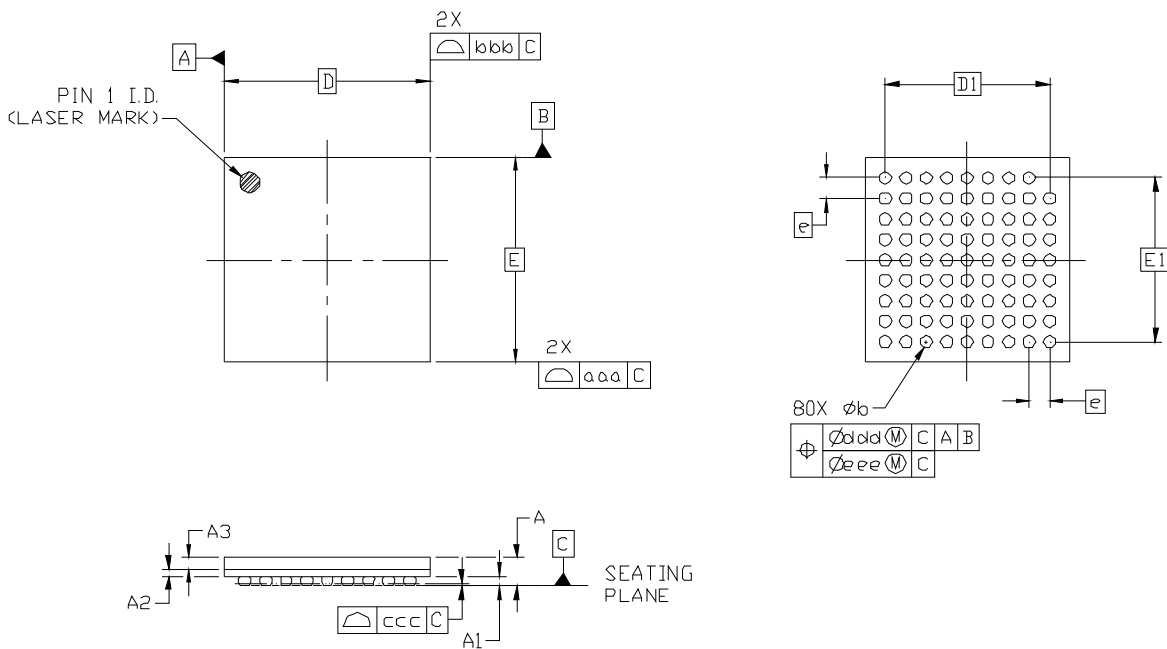 2X
bbb C
A
D
PIN 1 I.D.
(LASER MARK)
B
E
2X
aaa C
D1
e
E1
e
80X Øb
Øddd Ⓜ C A B
Øeee Ⓜ C
A3
A
C
SEATING
PLANE
A2
ccc C
A1